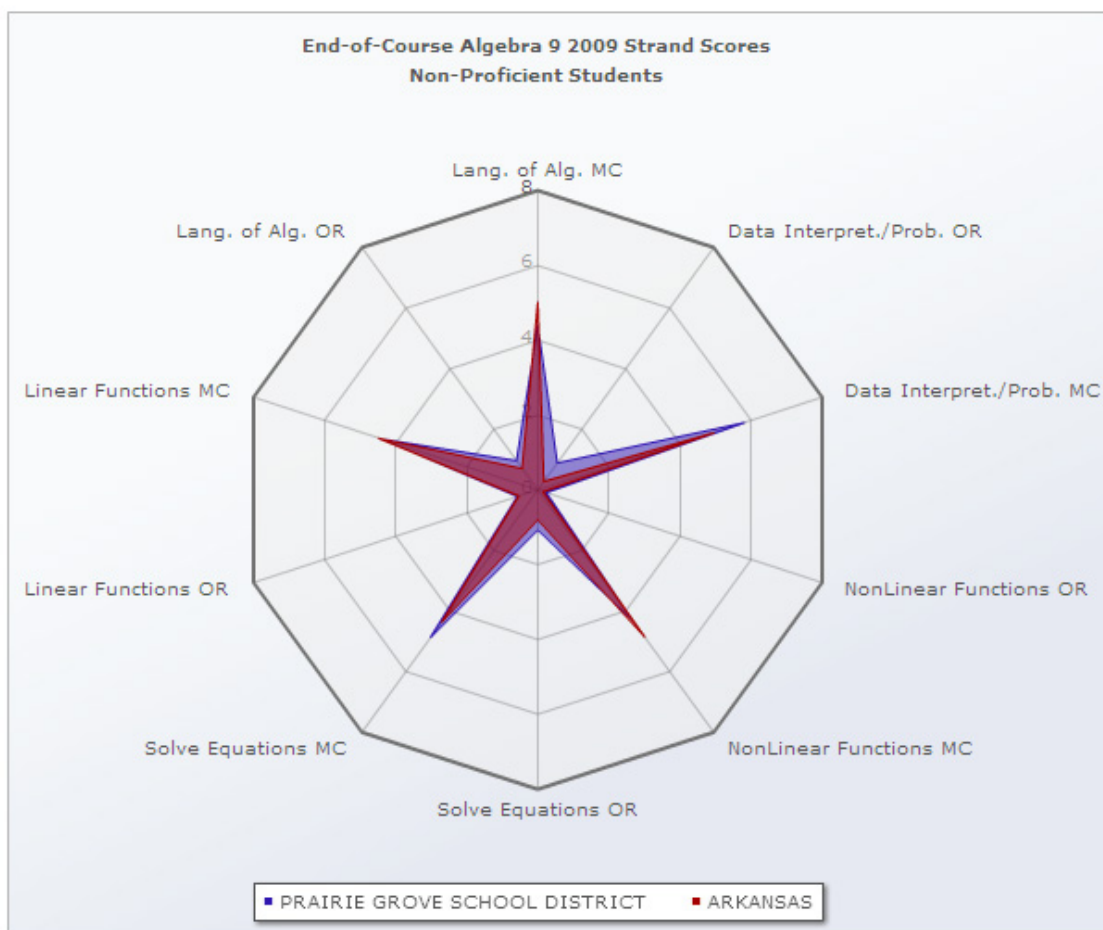 End-of-Course Algebra 9 2009 Strand Scores
Non-Proficient Students
Lang. of Alg. MC
8
Lang. of Alg. OR
Data Interpret./Prob. OR
6
4
Linear Functions MC
Data Interpret./Prob. MC
Linear Functions OR
NonLinear Functions OR
Solve Equations MC
NonLinear Functions MC
Solve Equations OR
PRAIRIE GROVE SCHOOL DISTRICT
ARKANSAS